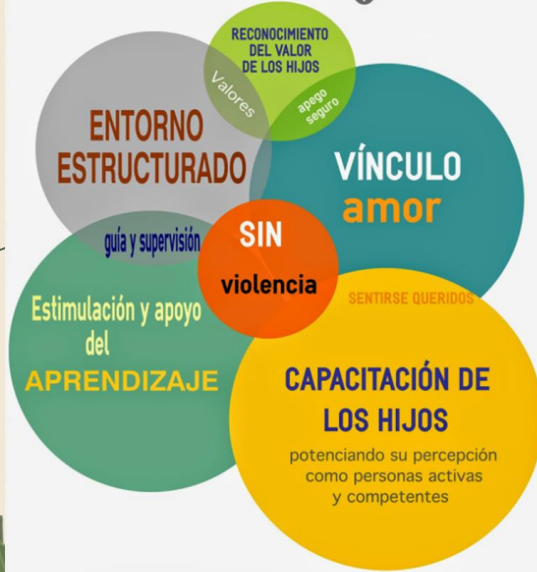 RECONOCIMIENTO
DEL VALOR
DE LOS HIJOS
Valores
apego
seguro
ENTORNO
ESTRUCTURADO
VÍNCULO
amor
guía y supervisión
SIN
violencia
SENTIRSE QUERIDOS
Estimulación y apoyo
del
APRENDIZAJE
CAPACITACIÓN DE
LOS HIJOS
potenciando su percepción
como personas activas
y competentes